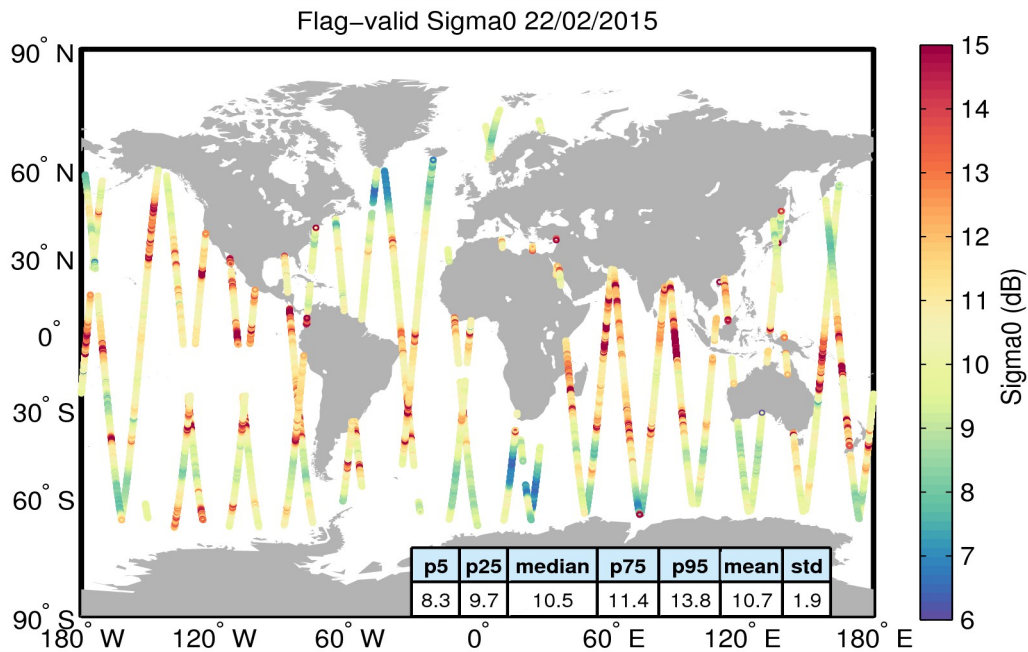 Flag−valid Sigma0 22/02/2015
90° N
60° N
30° N
0°
30° S
60° S
90° S
180° W
120° W
60° W
0°
60° E
120° E
180° E
p5 p25 median p75 p95 mean std
8.3 9.7 10.5 11.4 13.8 10.7 1.9
15
14
13
12
11
10
9
8
7
6
Sigma0 (dB)